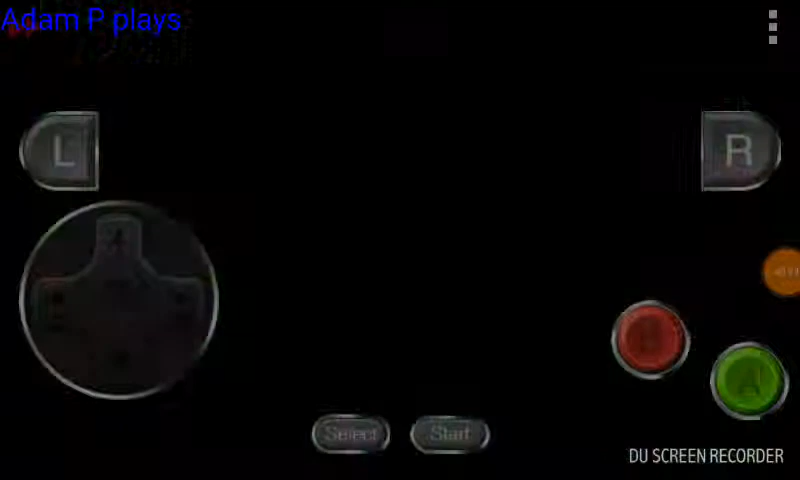 Adam P plays
L
R
A
Select
Start
DU SCREEN RECORDER